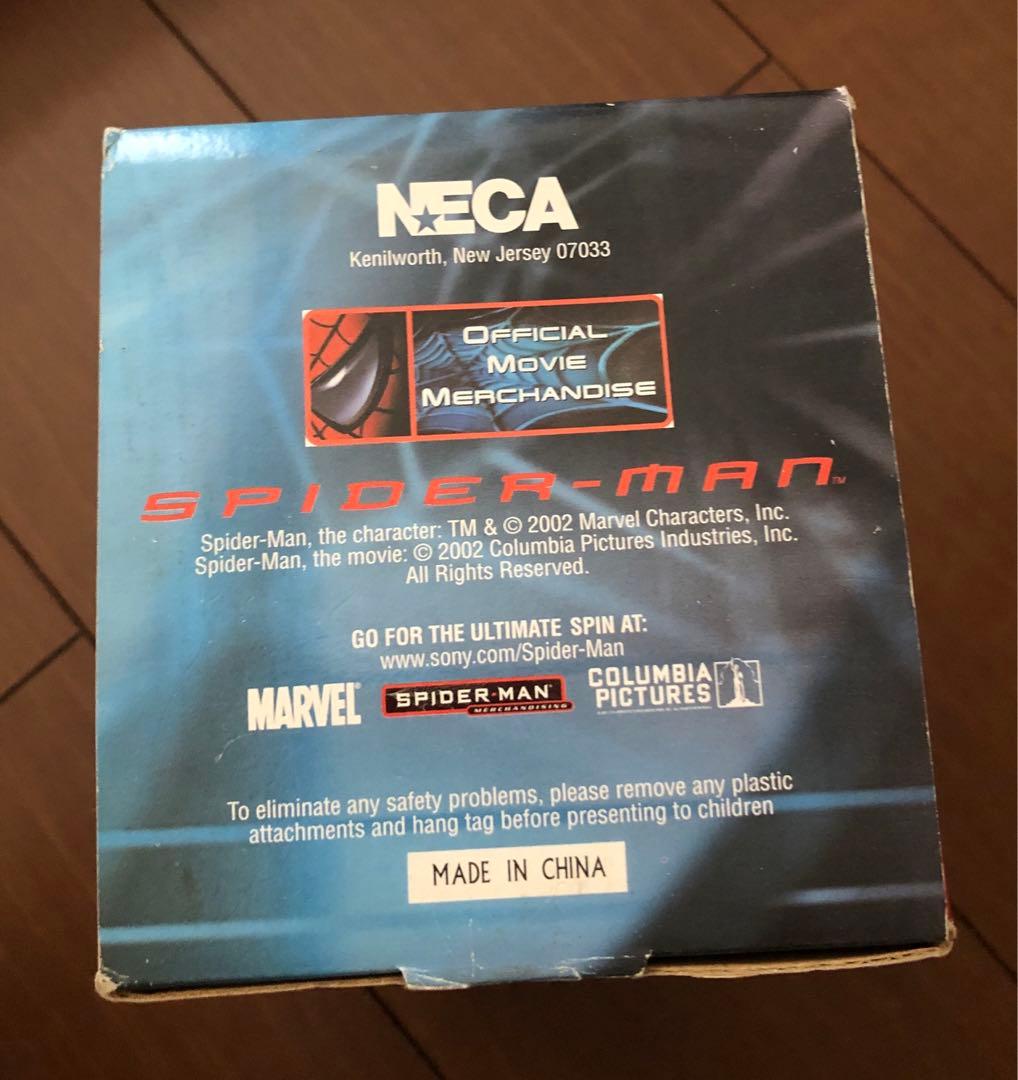 NECA
Kenilworth, New Jersey 07033
OFFICIAL
MOVIE
MERCHANDISE
SPIDER-MAN™
Spider-Man, the character: TM & © 2002 Marvel Characters, Inc.
Spider-Man, the movie: © 2002 Columbia Pictures Industries, Inc.
All Rights Reserved.
GO FOR THE ULTIMATE SPIN AT:
www.sony.com/Spider-Man
MARVEL® SPIDER-MAN® MERCHANDISING COLUMBIA PICTURES
To eliminate any safety problems, please remove any plastic
attachments and hang tag before presenting to children
MADE IN CHINA